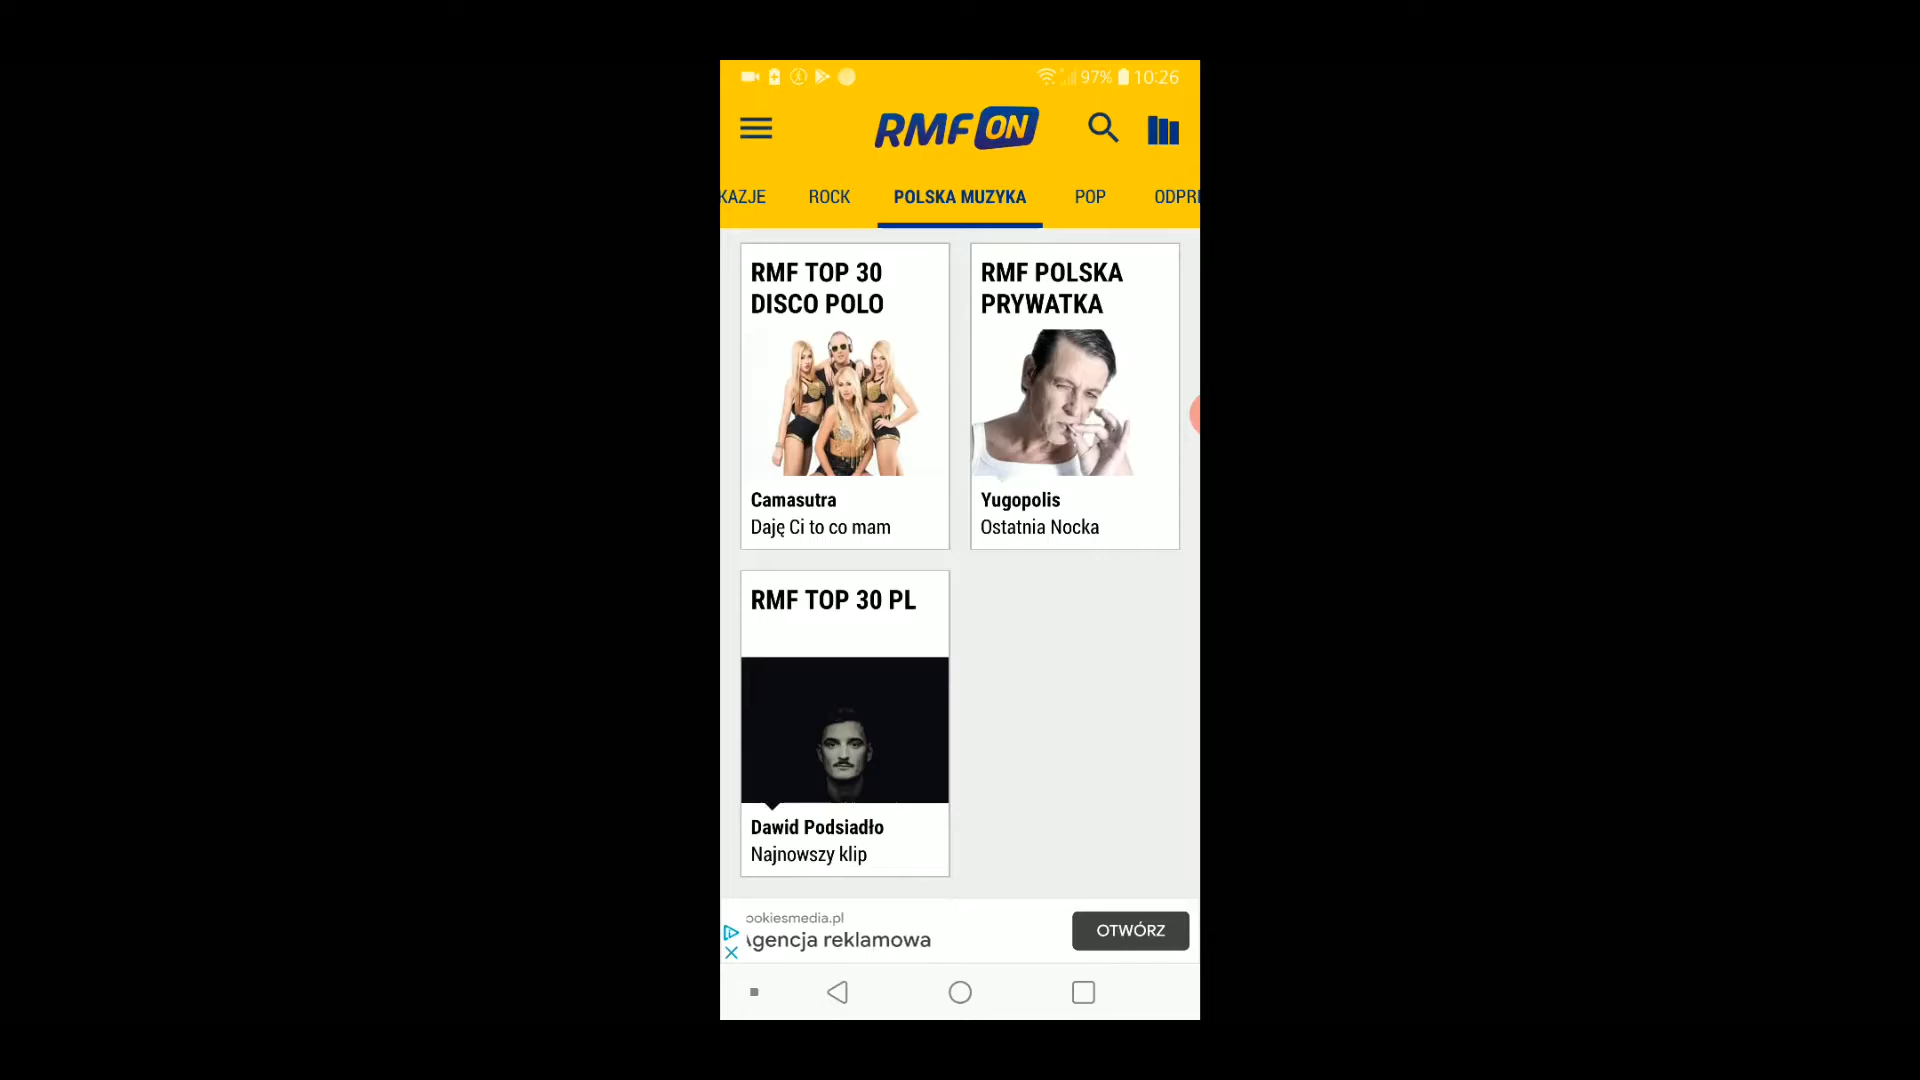 97% 10:26
RMF ON
KAZJE ROCK POLSKA MUZYKA POP ODPR
RMF TOP 30
DISCO POLO
Camasutra
Daję Ci to co mam
RMF POLSKA
PRYWATKA
Yugopolis
Ostatnia Nocka
RMF TOP 30 PL
Dawid Podsiadło
Najnowszy klip
ookiesmedia.pl
Agencja reklamowa
OTWÓRZ